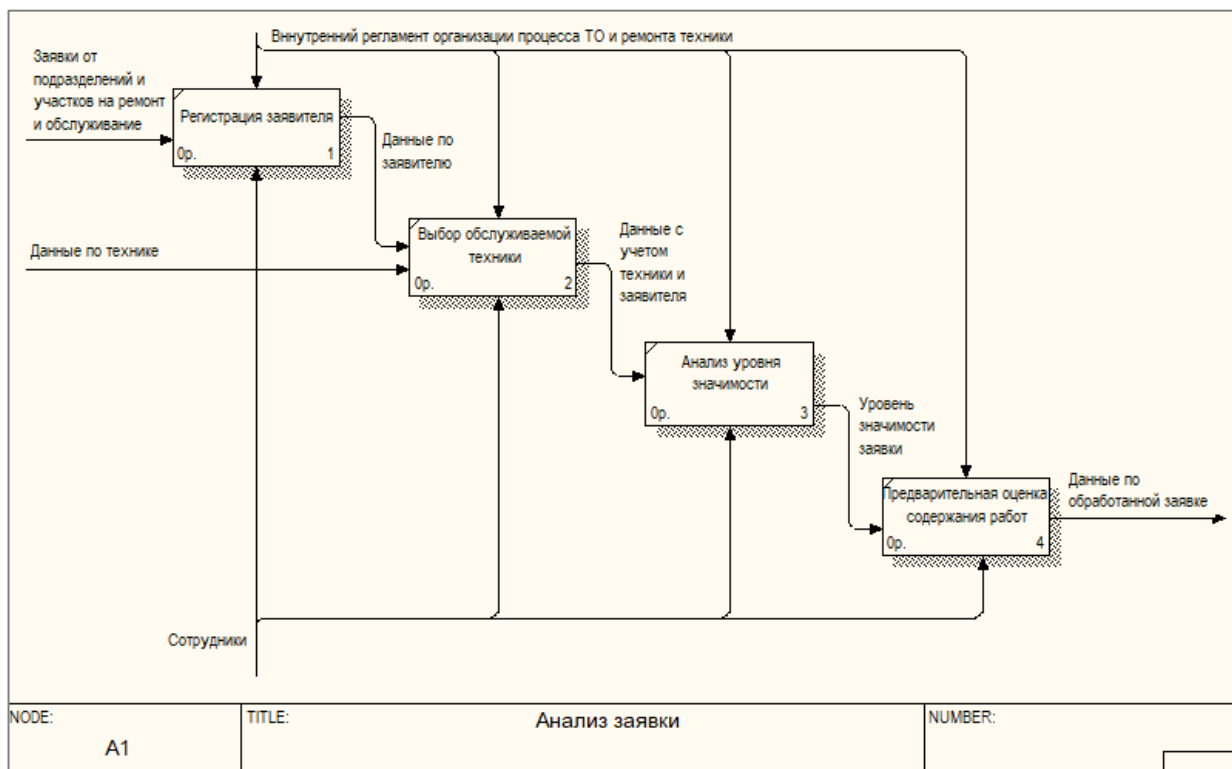 Вннутренний регламент организации процесса ТО и ремонта техники
Заявки от
подразделений и
участков на ремонт
и обслуживание
Регистрация заявителя
0р. 1
Данные по
заявителю
Данные по технике
Выбор обслуживаемой
техники
0р. 2
Данные с
учетом
техники и
заявителя
Анализ уровня
значимости
0р. 3
Уровень
значимости
заявки
Предварительная оценка
содержания работ
0р. 4
Данные по
обработанной заявке
Сотрудники
NODE:
A1
TITLE:
Анализ заявки
NUMBER: